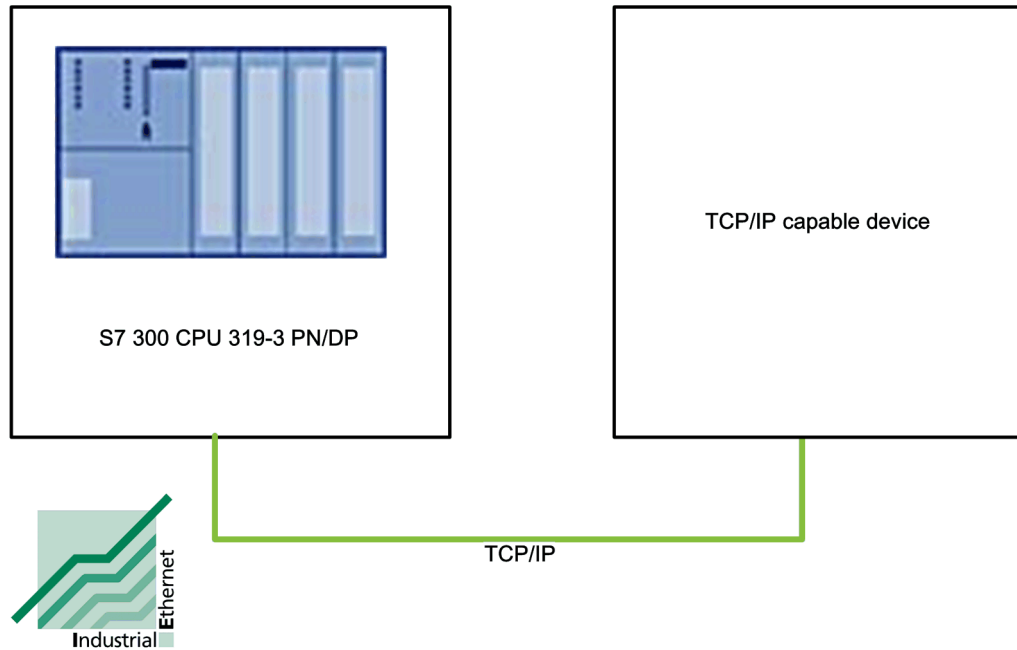 S7 300 CPU 319-3 PN/DP
TCP/IP capable device
TCP/IP
Industrial
Ethernet